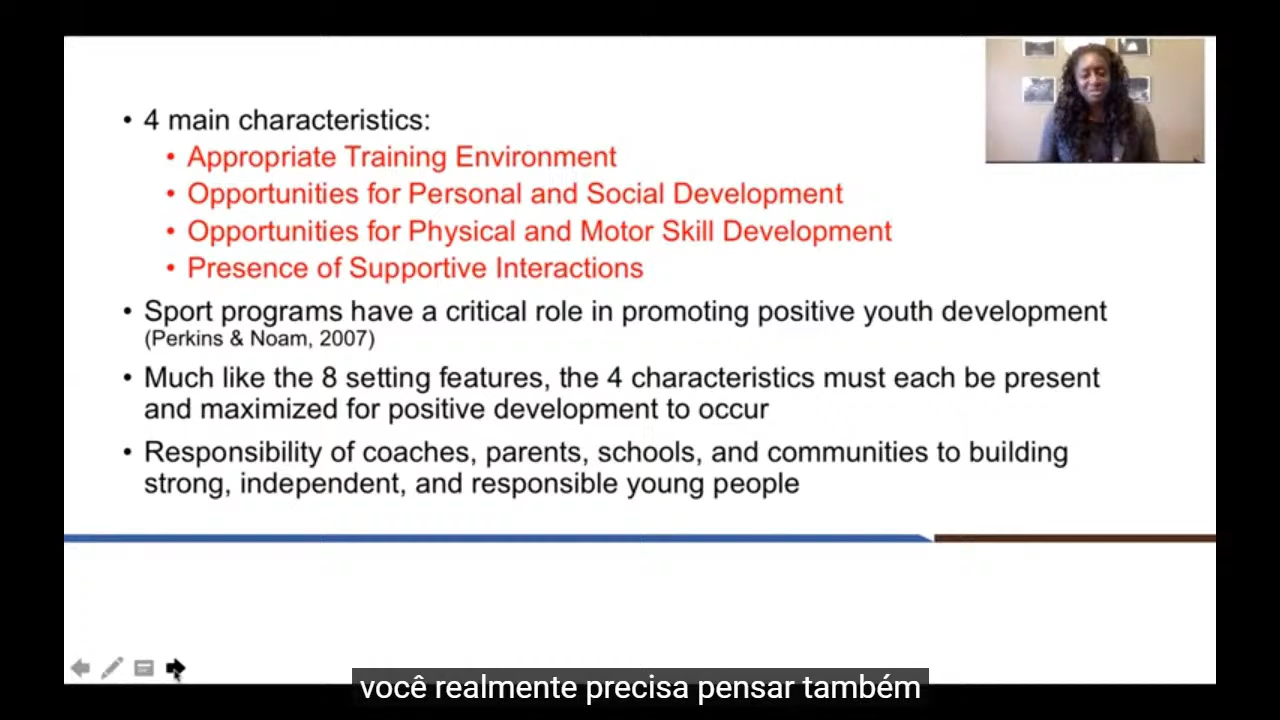 • 4 main characteristics:
• Appropriate Training Environment
• Opportunities for Personal and Social Development
• Opportunities for Physical and Motor Skill Development
• Presence of Supportive Interactions
• Sport programs have a critical role in promoting positive youth development
(Perkins & Noam, 2007)
• Much like the 8 setting features, the 4 characteristics must each be present
and maximized for positive development to occur
• Responsibility of coaches, parents, schools, and communities to building
strong, independent, and responsible young people
você realmente precisa pensar também